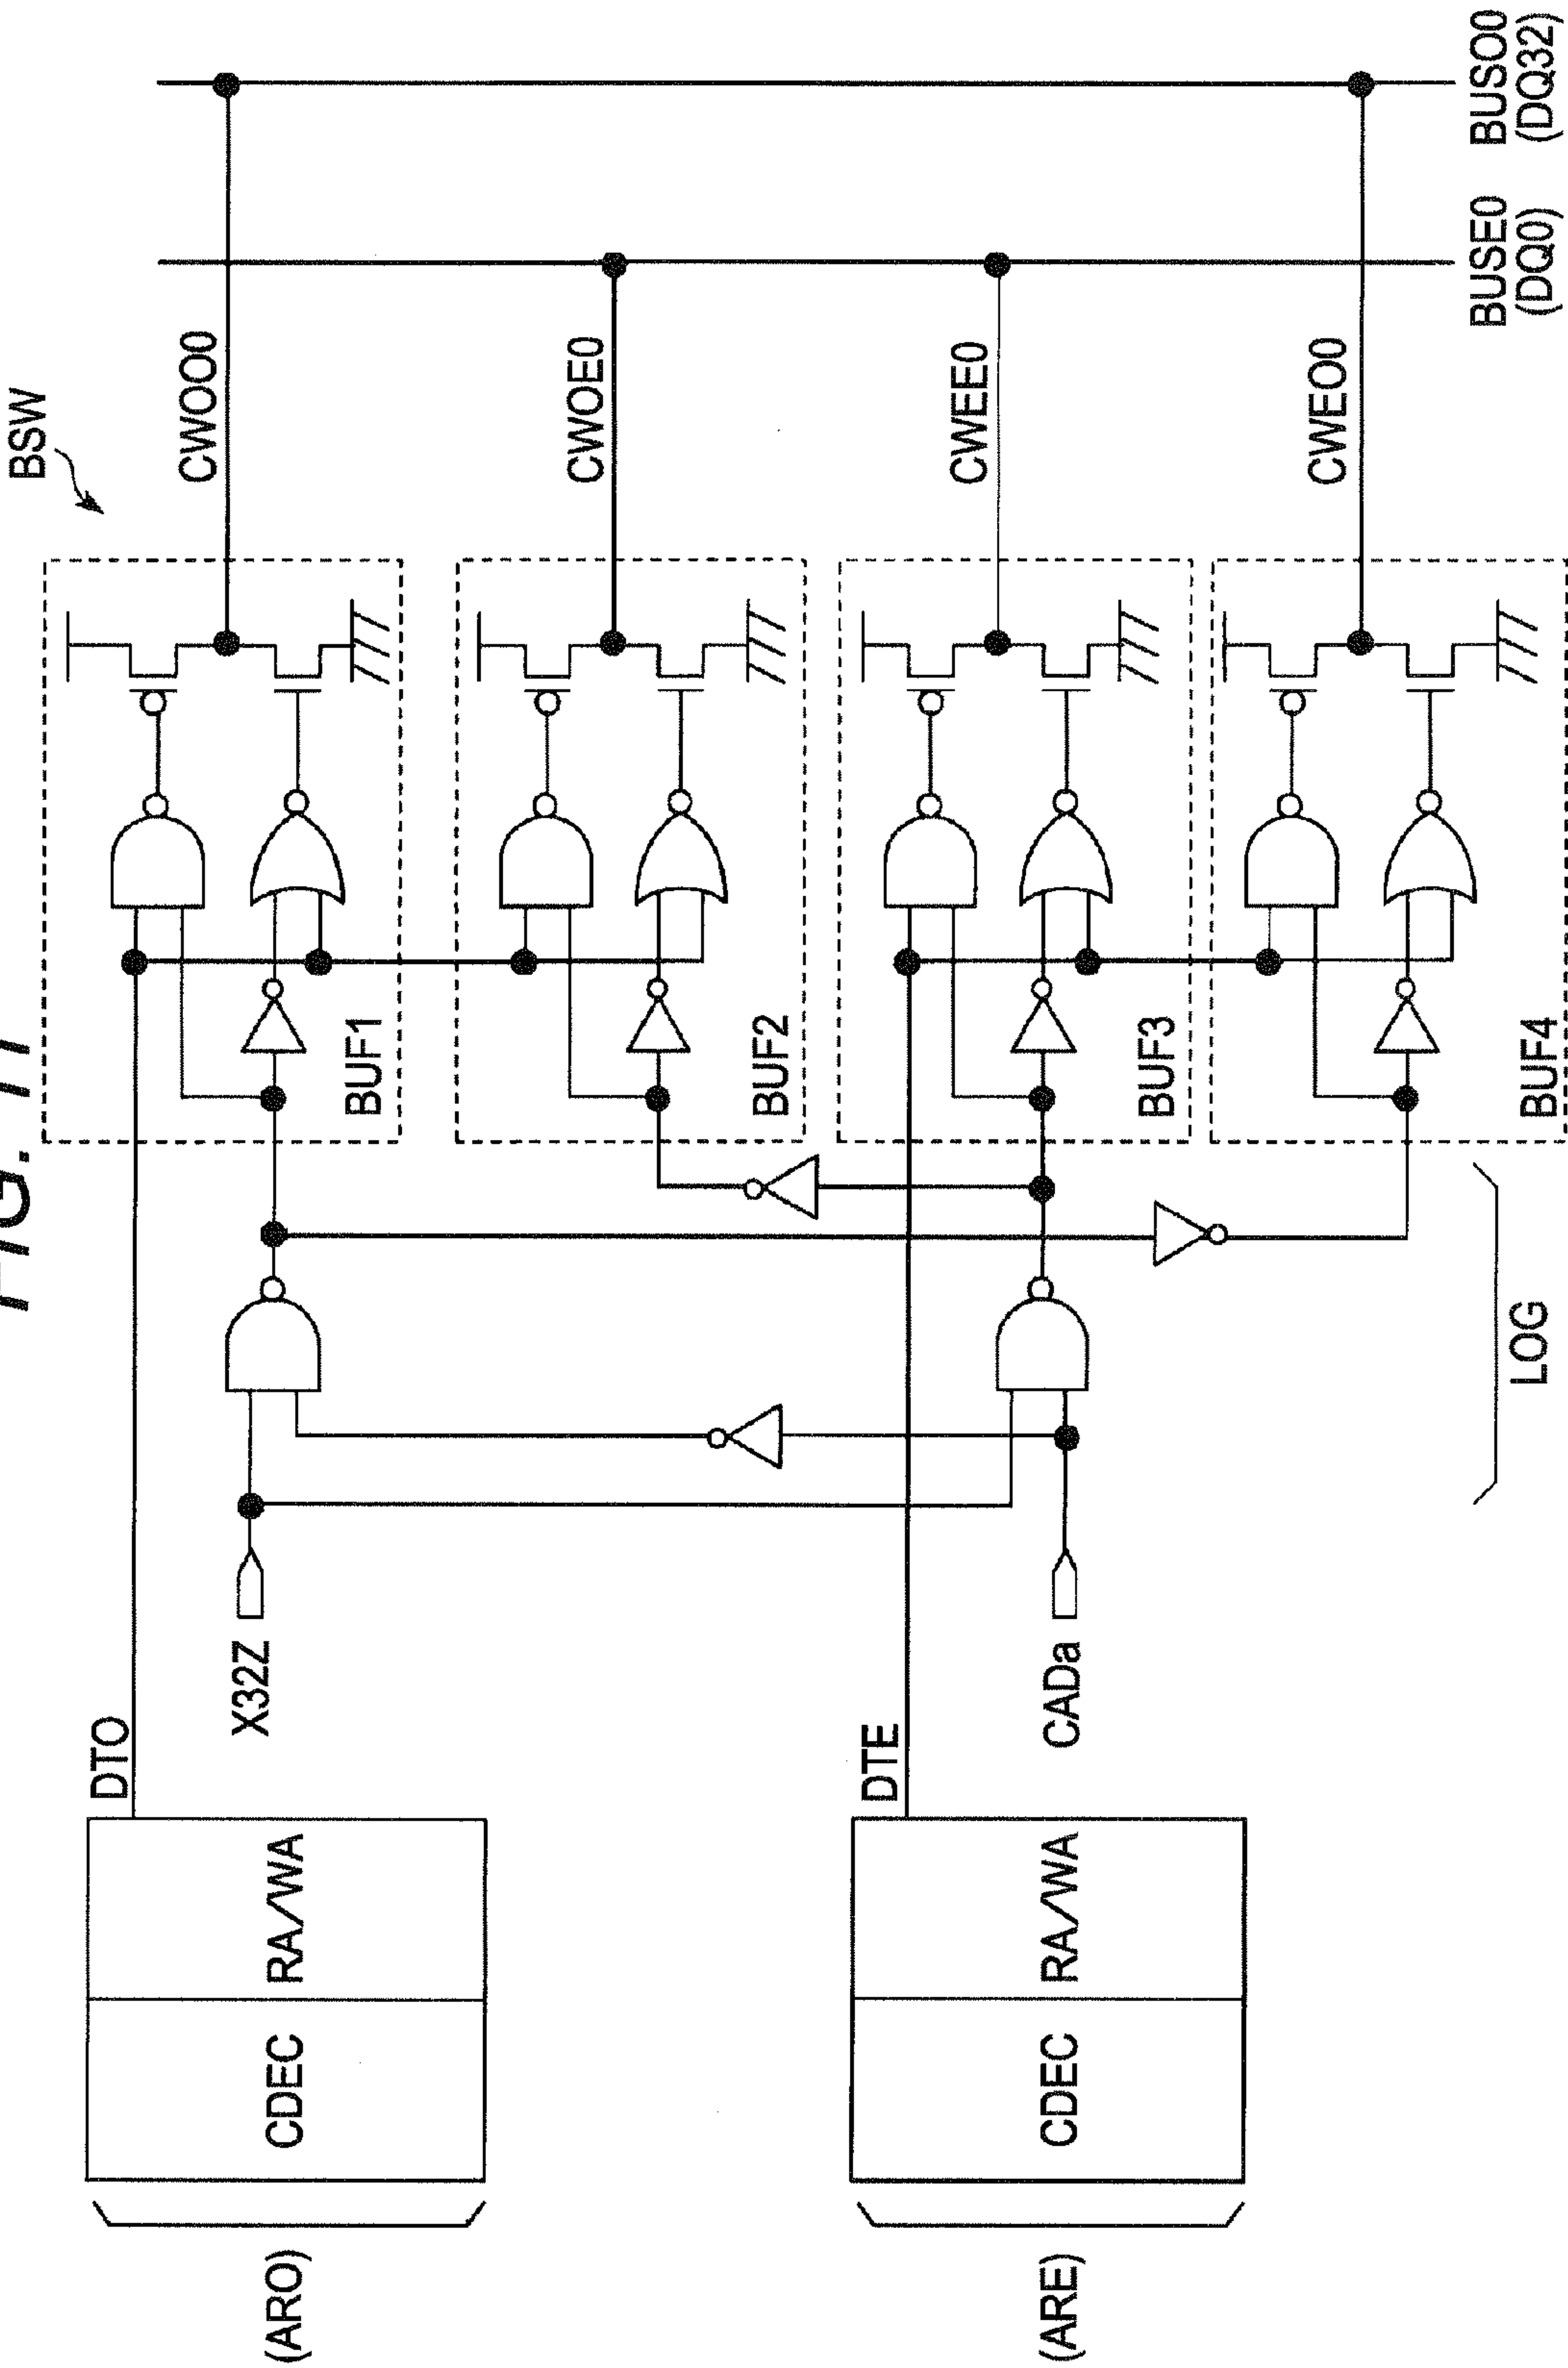 FIG.
BSW
DTO
CWOO0
X32Z
(ARO)
CDEC
RA/WA
BUF1
CWOE0
BUF2
DTE
CWEE0
(ARE)
CDEC
RA/WA
CADa
BUF3
CWEO0
LOG
BUF4
BUSE0
(DQ0)
BUSO0
(DQ32)